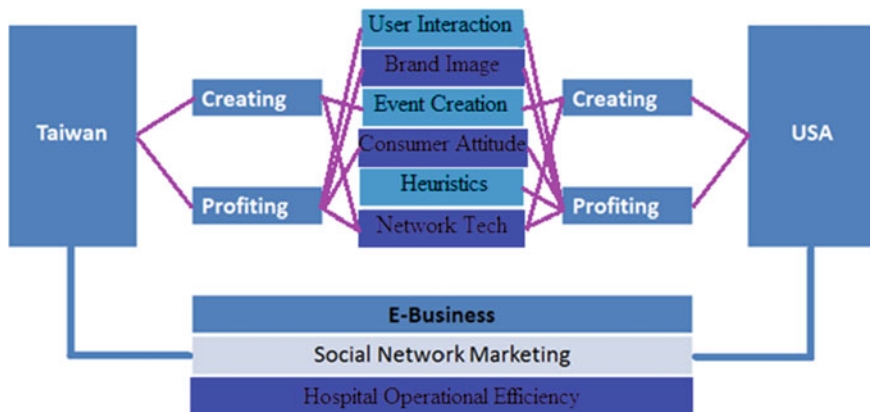 User Interaction
Brand Image
Creating
Event Creation
Creating
Taiwan
Consumer Attitude
USA
Heuristics
Profiting
Profiting
Network Tech
E-Business
Social Network Marketing
Hospital Operational Efficiency